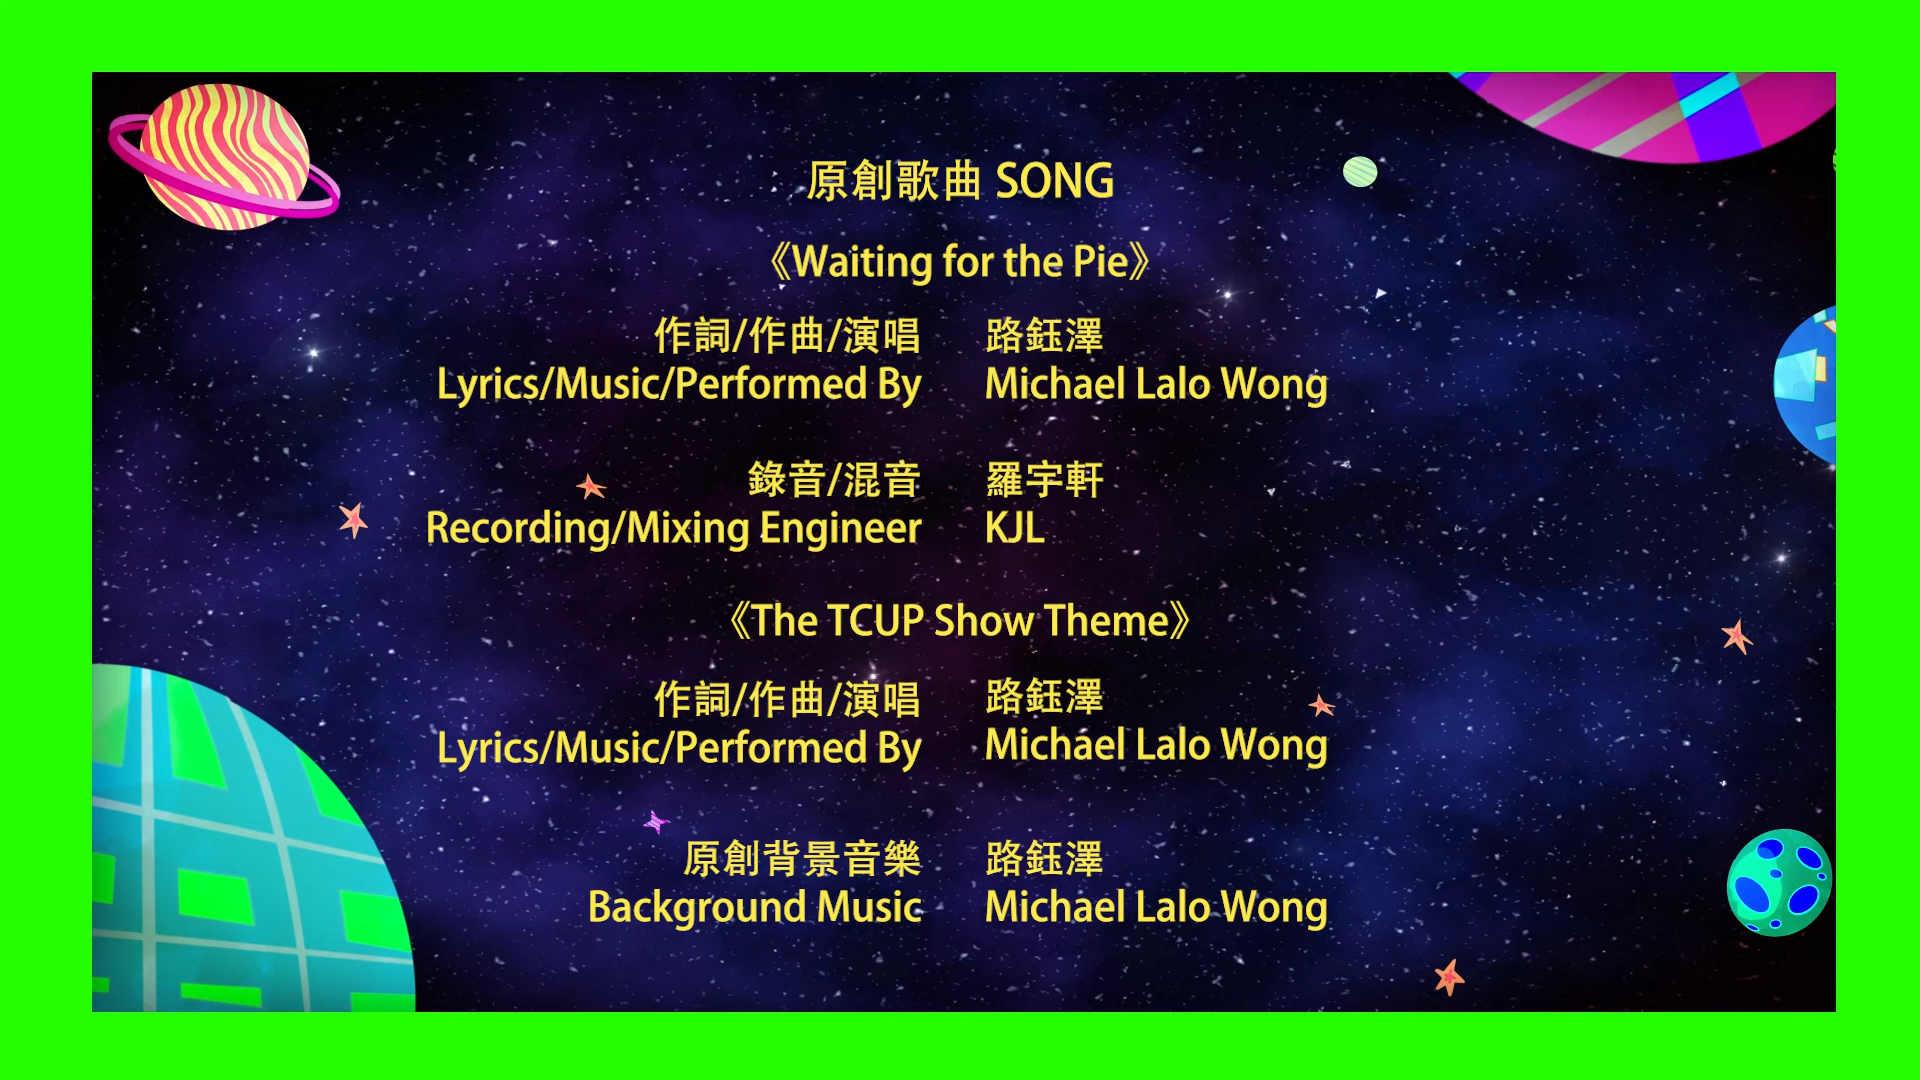 原創歌曲 SONG
《Waiting for the Pie》
作詞/作曲/演唱 路鈺澤
Lyrics/Music/Performed By Michael Lalo Wong
錄音/混音 羅宇軒
Recording/Mixing Engineer KJL
《The TCUP Show Theme》
作詞/作曲/演唱 路鈺澤
Lyrics/Music/Performed By Michael Lalo Wong
原創背景音樂 路鈺澤
Background Music Michael Lalo Wong